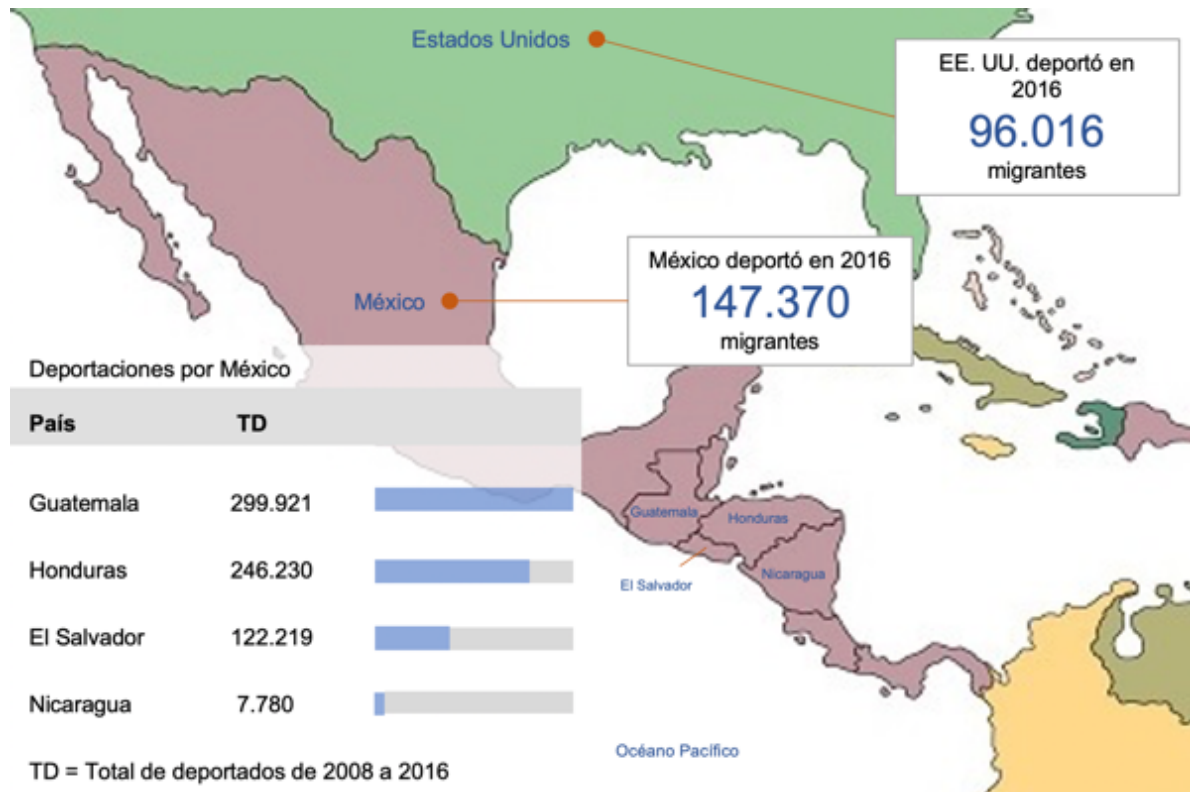 Estados Unidos
EE. UU. deportó en
2016
96.016
migrantes
México deportó en 2016
147.370
migrantes
México
Deportaciones por México
País TD
Guatemala 299.921
Honduras 246.230
El Salvador 122.219
Nicaragua 7.780
TD = Total de deportados de 2008 a 2016
Guatemala
Honduras
El Salvador
Nicaragua
Océano Pacífico